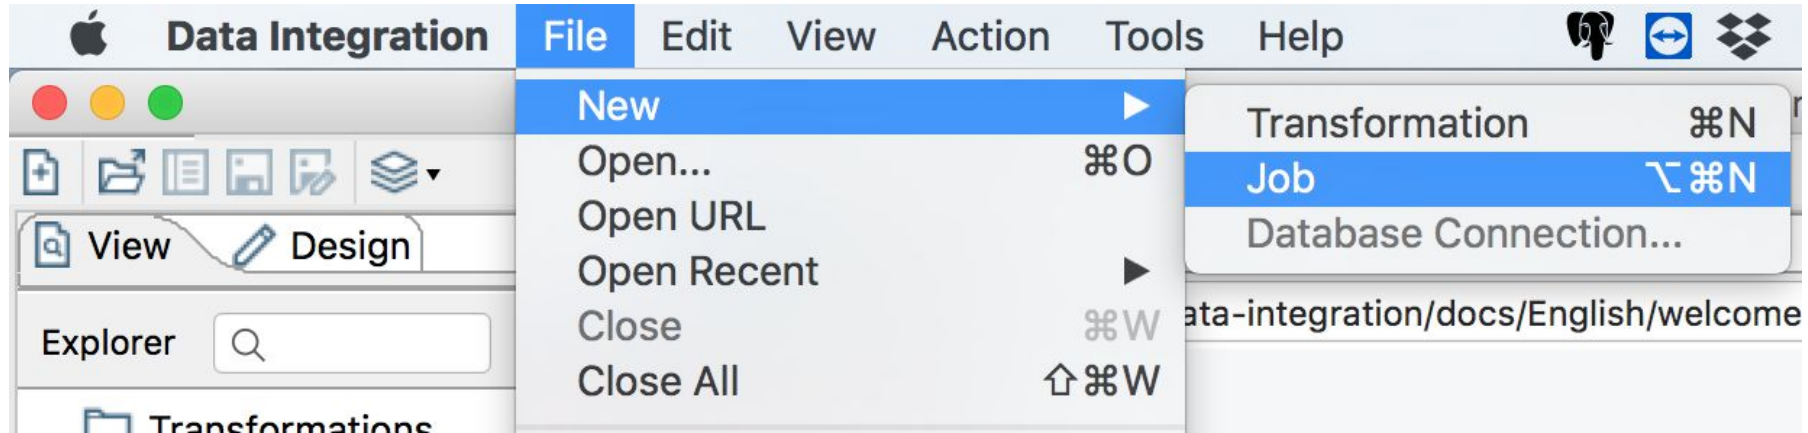 Data Integration File Edit View Action Tools Help
New
Transformation ⌘N
Open... ⌘O
Job ⌥⌘N
Open URL
Database Connection...
View Design
Open Recent
ata-integration/docs/English/welcome
Close ⌘W
Explorer
Close All ⇧⌘W
Transformations